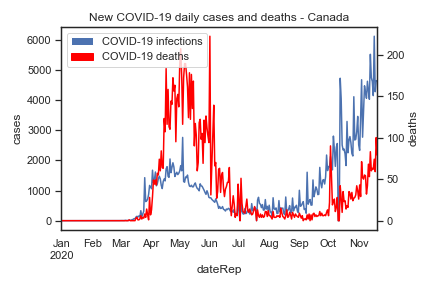 New COVID-19 daily cases and deaths - Canada
COVID-19 infections
COVID-19 deaths
cases
6000
5000
4000
3000
2000
1000
0
deaths
200
150
100
50
0
Jan Feb Mar Apr May Jun Jul Aug Sep Oct Nov
2020
dateRep